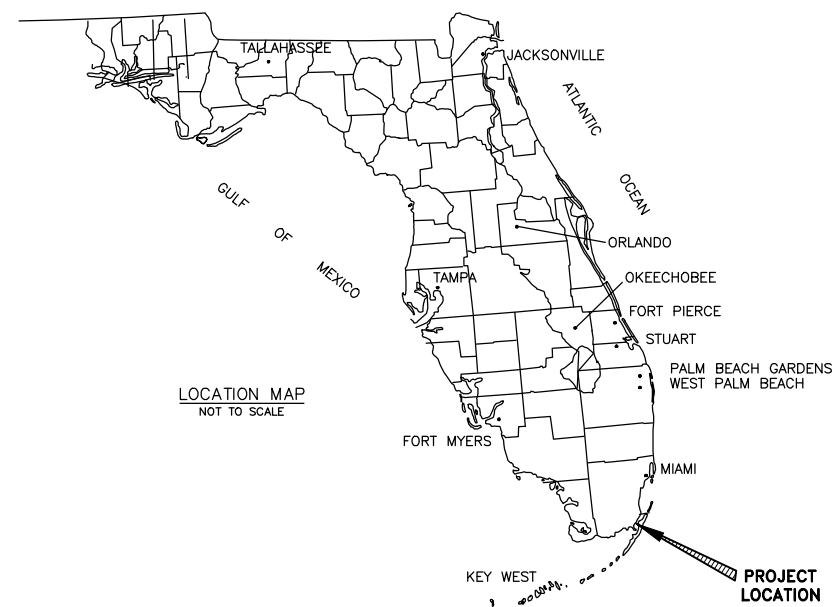 TALLAHASSEE
JACKSONVILLE
ATLANTIC
OCEAN
GULF OF MEXICO
ORLANDO
OKEECHOBEE
TAMPA
FORT PIERCE
STUART
PALM BEACH GARDENS
WEST PALM BEACH
LOCATION MAP
NOT TO SCALE
FORT MYERS
MIAMI
KEY WEST
PROJECT
LOCATION